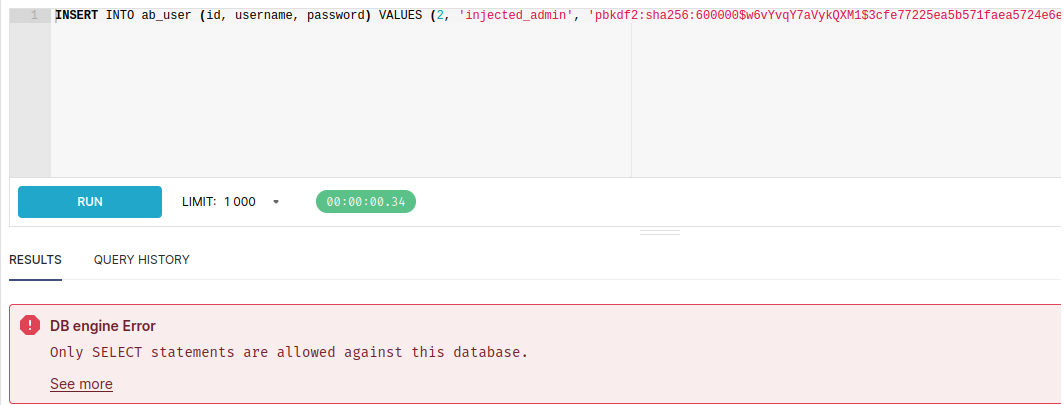 1 INSERT INTO ab_user (id, username, password) VALUES (2, 'injected_admin', 'pbkdf2:sha256:600000$w6vYvqY7aVykQXM1$3cfe77225ea5b571faea5724e6e
RUN LIMIT: 1 000 00:00:00.34
RESULTS QUERY HISTORY
DB engine Error
Only SELECT statements are allowed against this database.
See more